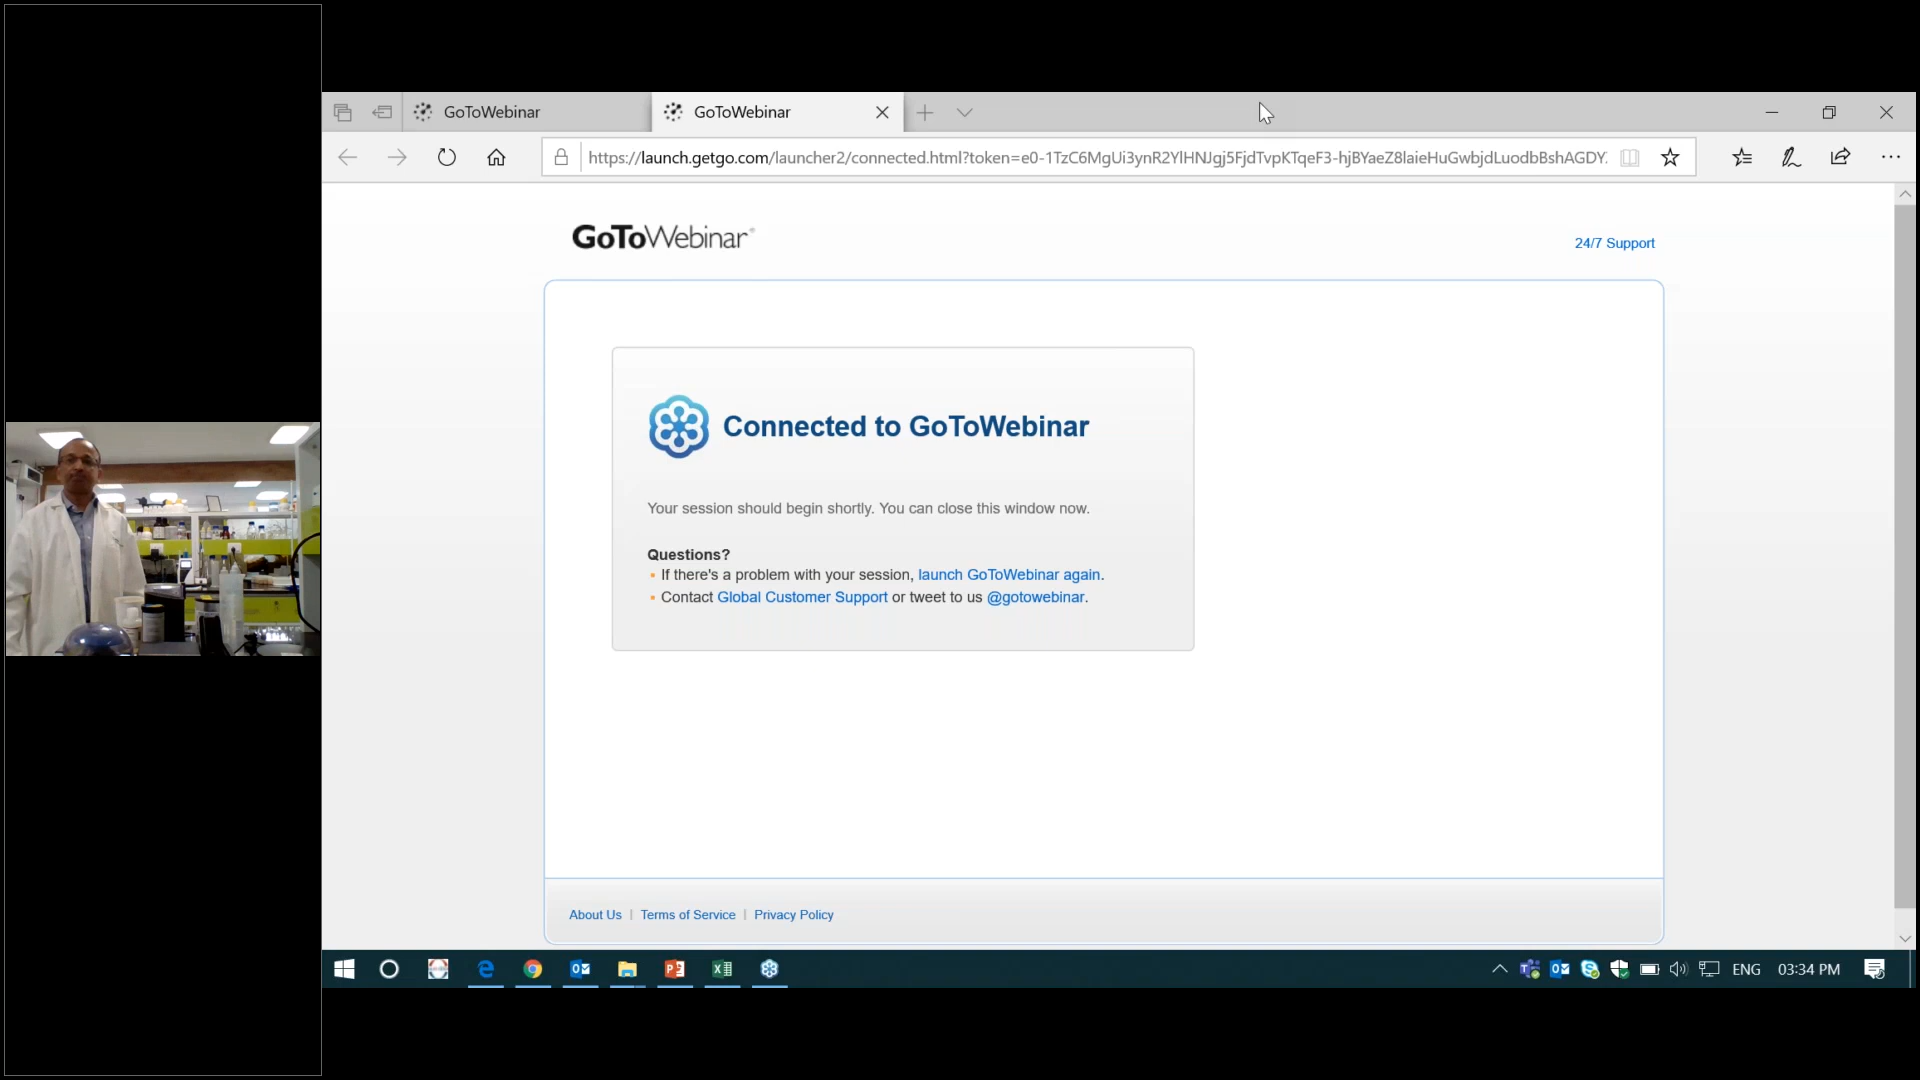 GoToWebinar
GoToWebinar
https://launch.getgo.com/launcher2/connected.html?token=e0-1TzC6MgUi3ynR2YlHNJgj5FjdTvpKTqeF3-hjBYaeZ8laieHuGwbjdLuodbBshAGDY
GoToWebinar
24/7 Support
Connected to GoToWebinar
Your session should begin shortly. You can close this window now.
Questions?
If there's a problem with your session, launch GoToWebinar again.
Contact Global Customer Support or tweet to us @gotowebinar.
About Us | Terms of Service | Privacy Policy
ENG 03:34 PM